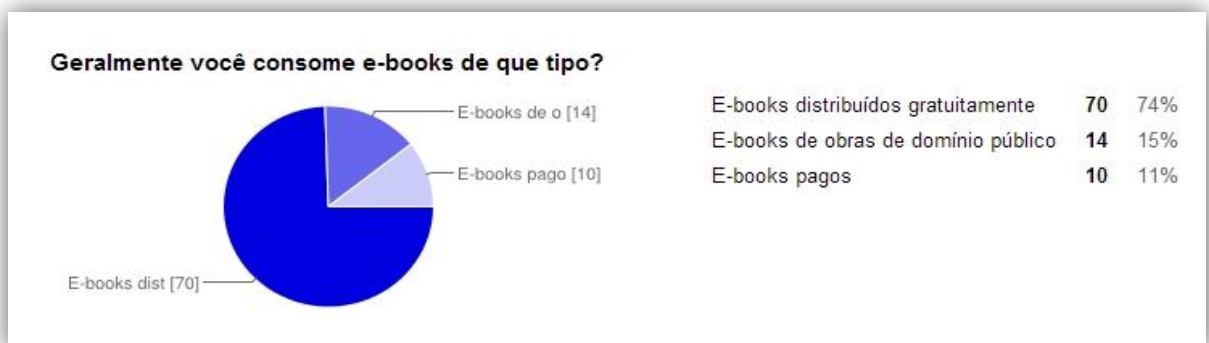 Geralmente você consome e-books de que tipo?
E-books de o [14]
E-books pago [10]
E-books dist [70]
E-books distribuídos gratuitamente 70 74%
E-books de obras de domínio público 14 15%
E-books pagos 10 11%